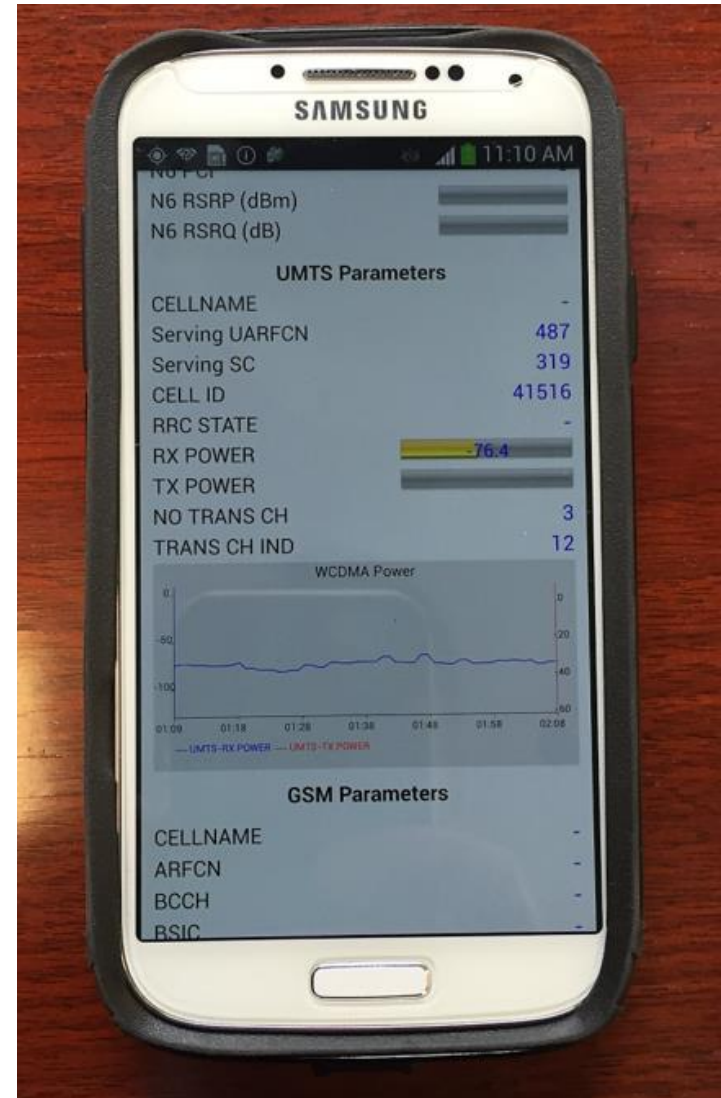 SAMSUNG
11:10 AM
N6 PCI
N6 RSRP (dBm)
N6 RSRQ (dB)
UMTS Parameters
CELLNAME -
Serving UARFCN 487
Serving SC 319
CELL ID 41516
RRC STATE -
RX POWER -76.4
TX POWER
NO TRANS CH 3
TRANS CH IND 12
WCDMA Power
0 0
-50 -20
-40
-100
-60
01:09 01:18 01:28 01:38 01:48 01:58 02:08
UMTS-RX POWER UMTS-TX POWER
GSM Parameters
CELLNAME -
ARFCN -
BCCH -
BSIC -